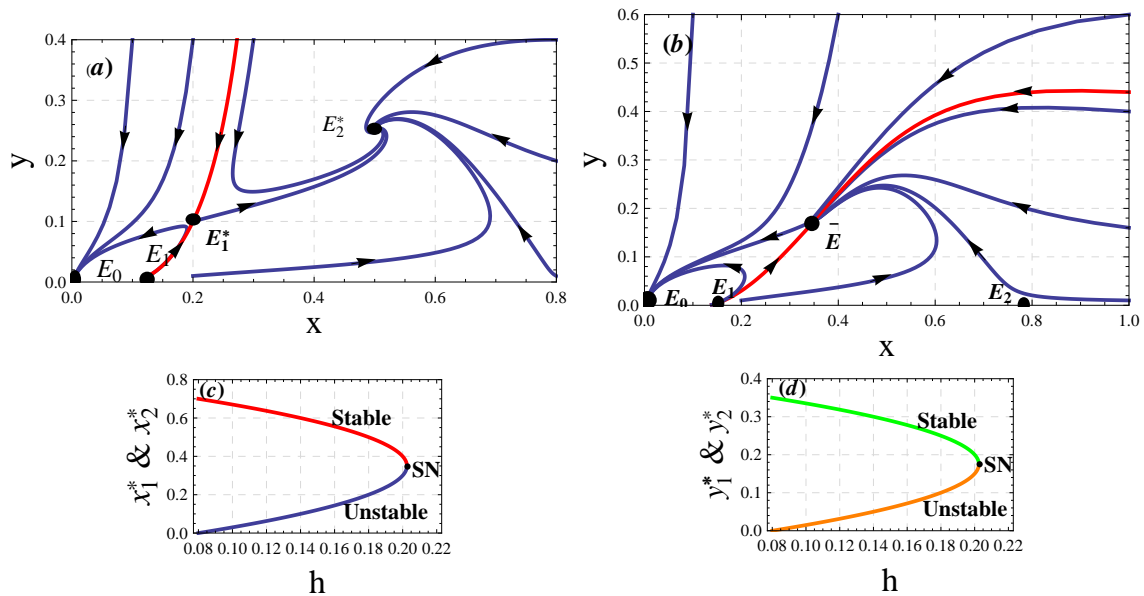 (a)
0.4
0.3
0.2
0.1
0.0
y
E₂*
E₁*
E₁
E₀
0.0 0.2 0.4 0.6 0.8
x
(b)
0.6
0.5
0.4
0.3
0.2
0.1
0.0
y
Ē
E₀
E₁
E₂
0.0 0.2 0.4 0.6 0.8 1.0
x
(c)
0.8
0.6
0.4
0.2
0.0
x₁* & x₂*
Stable
SN
Unstable
0.08 0.10 0.12 0.14 0.16 0.18 0.20 0.22
h
(d)
0.4
0.3
0.2
0.1
0.0
y₁* & y₂*
Stable
SN
Unstable
0.08 0.10 0.12 0.14 0.16 0.18 0.20 0.22
h